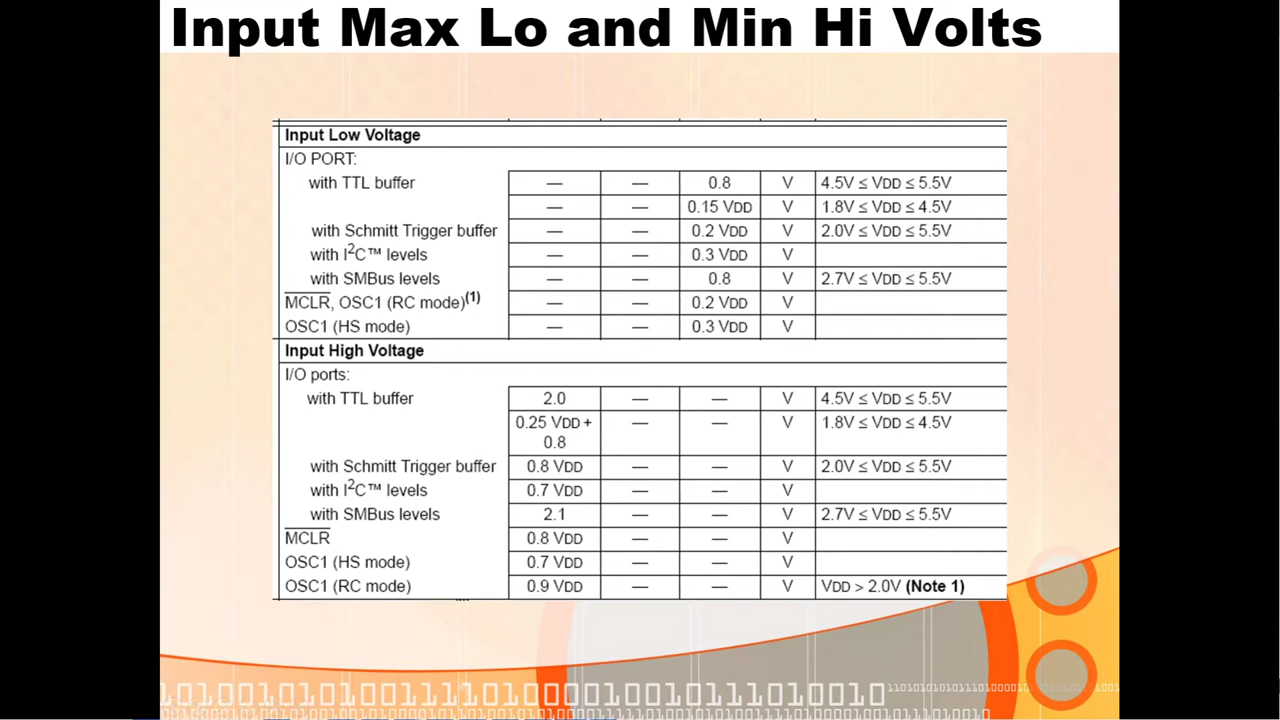 Input Max Lo and Min Hi Volts
Input Low Voltage
I/O PORT:
with TTL buffer — — 0.8 V 4.5V ≤ VDD ≤ 5.5V
— — 0.15 VDD V 1.8V ≤ VDD ≤ 4.5V
with Schmitt Trigger buffer — — 0.2 VDD V 2.0V ≤ VDD ≤ 5.5V
with I2C™ levels — — 0.3 VDD V
with SMBus levels — — 0.8 V 2.7V ≤ VDD ≤ 5.5V
MCLR, OSC1 (RC mode)(1) — — 0.2 VDD V
OSC1 (HS mode) — — 0.3 VDD V
Input High Voltage
I/O ports:
with TTL buffer 2.0 — — V 4.5V ≤ VDD ≤ 5.5V
0.25 VDD + — — V 1.8V ≤ VDD ≤ 4.5V
0.8
with Schmitt Trigger buffer 0.8 VDD — — V 2.0V ≤ VDD ≤ 5.5V
with I2C™ levels 0.7 VDD — — V
with SMBus levels 2.1 — — V 2.7V ≤ VDD ≤ 5.5V
MCLR 0.8 VDD — — V
OSC1 (HS mode) 0.7 VDD — — V
OSC1 (RC mode) 0.9 VDD — — V VDD > 2.0V (Note 1)